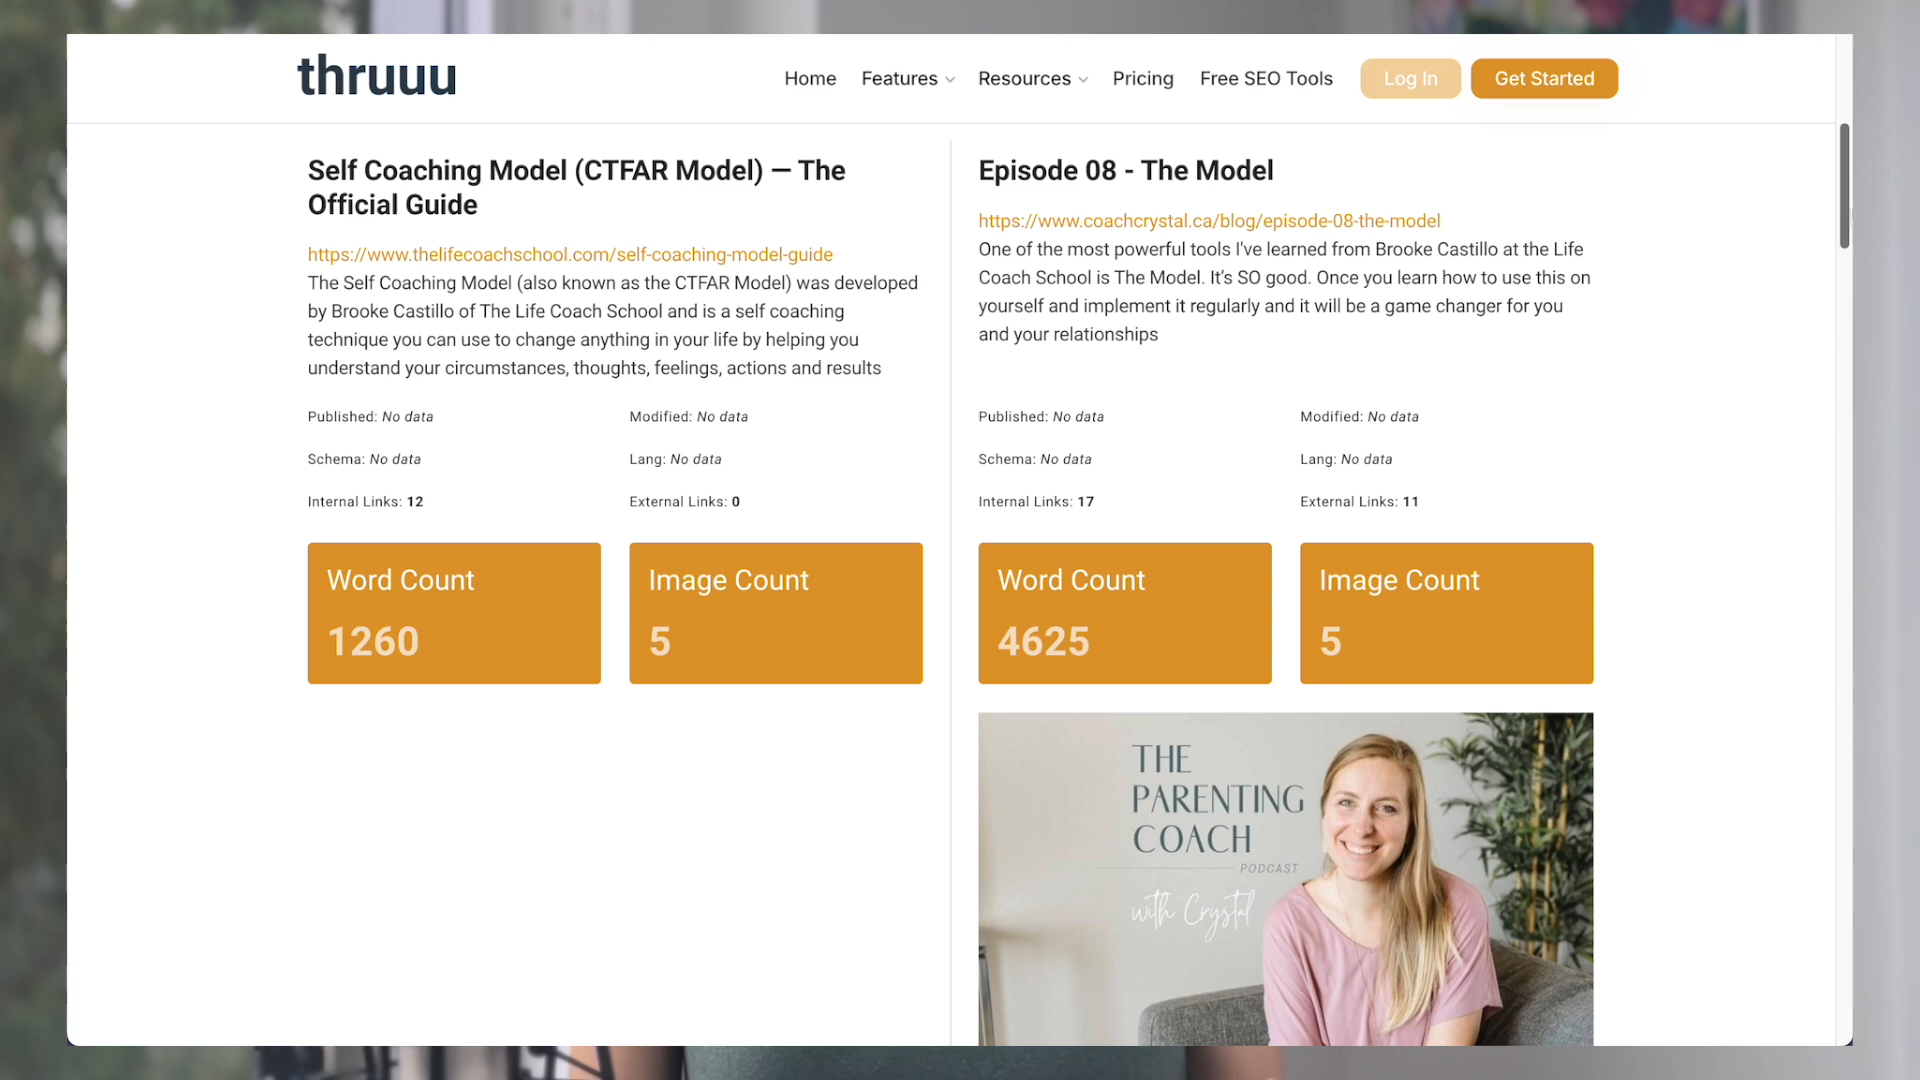 thruuu
Home Features Resources Pricing Free SEO Tools Log In Get Started
Self Coaching Model (CTFAR Model) — The
Official Guide
https://www.thelifecoachschool.com/self-coaching-model-guide
The Self Coaching Model (also known as the CTFAR Model) was developed
by Brooke Castillo of The Life Coach School and is a self coaching
technique you can use to change anything in your life by helping you
understand your circumstances, thoughts, feelings, actions and results
Published: No data
Modified: No data
Schema: No data
Lang: No data
Internal Links: 12
External Links: 0
Word Count
1260
Image Count
5
Episode 08 - The Model
https://www.coachcrystal.ca/blog/episode-08-the-model
One of the most powerful tools I've learned from Brooke Castillo at the Life
Coach School is The Model. It's SO good. Once you learn how to use this on
yourself and implement it regularly and it will be a game changer for you
and your relationships
Published: No data
Modified: No data
Schema: No data
Lang: No data
Internal Links: 17
External Links: 11
Word Count
4625
Image Count
5
THE
PARENTING
COACH
PODCAST
with Crystal